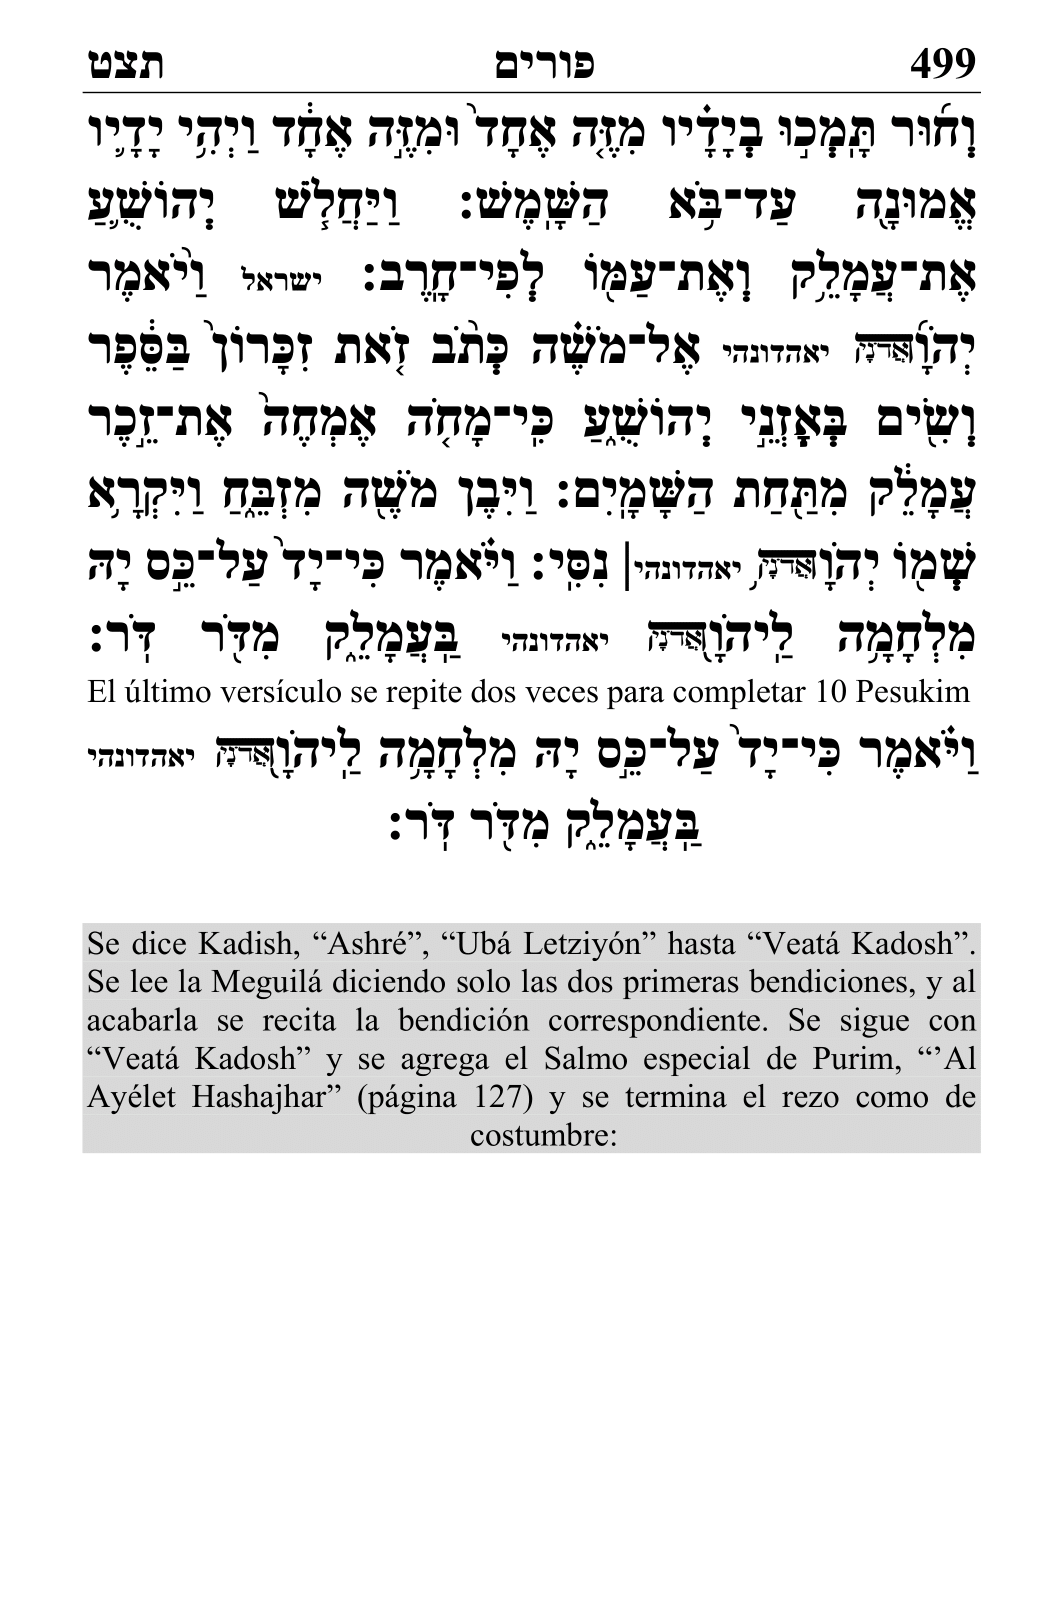 499 פורים תצט
וְח֞וּר תָּֽמְכ֣וּ בְיָדָ֗יו מִזֶּ֤ה אֶחָד֙ וּמִזֶּ֣ה אֶחָ֔ד וַיְהִ֥י יָדָ֛יו
אֱמוּנָ֖ה עַד־בֹּ֥א הַשָּֽׁמֶשׁ׃ וַיַּחֲלֹ֧שׁ יְהוֹשֻׁ֛עַ
אֶת־עֲמָלֵ֥ק וְאֶת־עַמּ֖וֹ לְפִי־חָֽרֶב׃ ישראל וַיֹּ֨אמֶר
יְהֹוָ֜אֲדֹנָי יאהדונהי אֶל־מֹשֶׁ֗ה כְּתֹ֨ב זֹ֤את זִכָּרוֹן֙ בַּסֵּ֔פֶר
וְשִׂ֖ים בְּאׇזְנֵ֣י יְהוֹשֻׁ֑עַ כִּֽי־מָחֹ֤ה אֶמְחֶה֙ אֶת־זֵ֣כֶר
עֲמָלֵ֔ק מִתַּ֖חַת הַשָּׁמָֽיִם׃ וַיִּ֥בֶן מֹשֶׁ֖ה מִזְבֵּ֑חַ וַיִּקְרָ֥א
שְׁמ֖וֹ יְהֹוָ֥אֲדֹנָי יאהדונהי| נִסִּֽי׃ וַיֹּ֗אמֶר כִּֽי־יָד֙ עַל־כֵּ֣ס יָ֔הּ
מִלְחָמָ֥ה לַֽיהֹוָ֖אֲדֹנָי יאהדונהי בַּֽעֲמָלֵ֑ק מִדֹּ֖ר דֹּֽר׃
El último versículo se repite dos veces para completar 10 Pesukim
וַיֹּ֗אמֶר כִּֽי־יָד֙ עַל־כֵּ֣ס יָ֔הּ מִלְחָמָ֥ה לַֽיהֹוָ֖אֲדֹנָי יאהדונהי
בַּֽעֲמָלֵ֑ק מִדֹּ֖ר דֹּֽר׃
Se dice Kadish, “Ashré”, “Ubá Letziyón” hasta “Veatá Kadosh”.
Se lee la Meguilá diciendo solo las dos primeras bendiciones, y al
acabarla se recita la bendición correspondiente. Se sigue con
“Veatá Kadosh” y se agrega el Salmo especial de Purim, “’Al
Ayélet Hashajhar” (página 127) y se termina el rezo como de
costumbre: